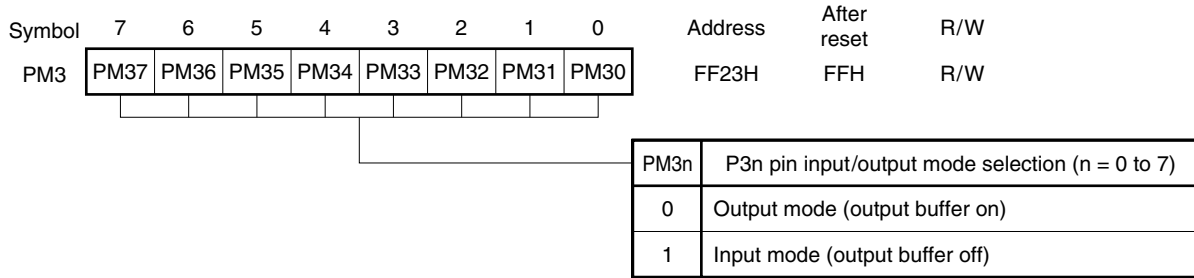 Symbol 7 6 5 4 3 2 1 0 Address After reset R/W
PM3 PM37 PM36 PM35 PM34 PM33 PM32 PM31 PM30 FF23H FFH R/W
PM3n P3n pin input/output mode selection (n = 0 to 7)
0 Output mode (output buffer on)
1 Input mode (output buffer off)